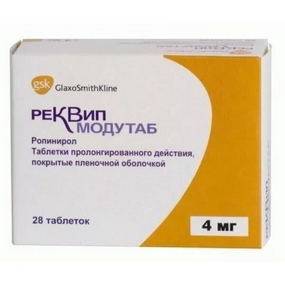 gsk GlaxoSmithKline
РЕКВИП
МОДУТАБ
Ропинирол
Таблетки пролонгированного действия,
покрытые пленочной оболочкой
28 таблеток
4 мг